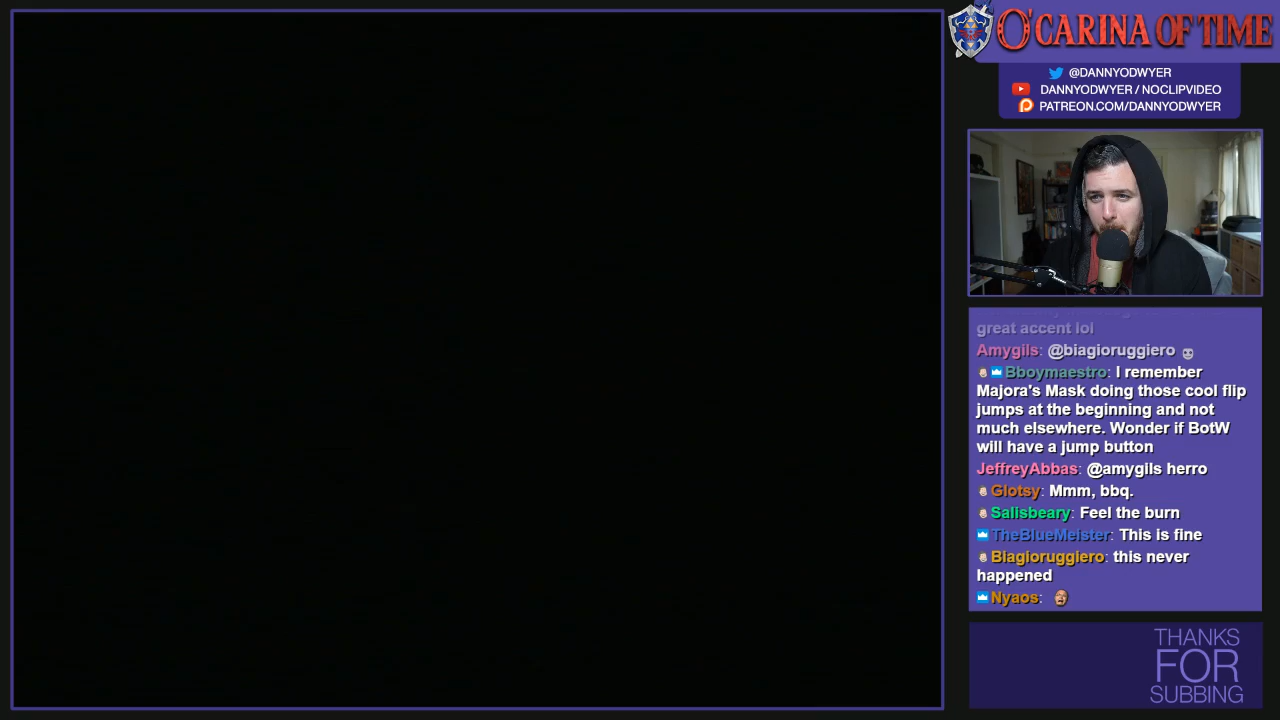 O'CARINA OF TIME
@DANNYODWYER
DANNYODWYER / NOCLIPVIDEO
PATREON.COM/DANNYODWYER
great accent lol
Amygils: @biagioruggiero
Bboymaestro: I remember
Majora's Mask doing those cool flip
jumps at the beginning and not
much elsewhere. Wonder if BotW
will have a jump button
JeffreyAbbas: @amygils herro
Glotsy: Mmm, bbq.
Salisbeary: Feel the burn
TheBlueMeister: This is fine
Biagioruggiero: this never
happened
Nyaos:
THANKS
FOR
SUBBING